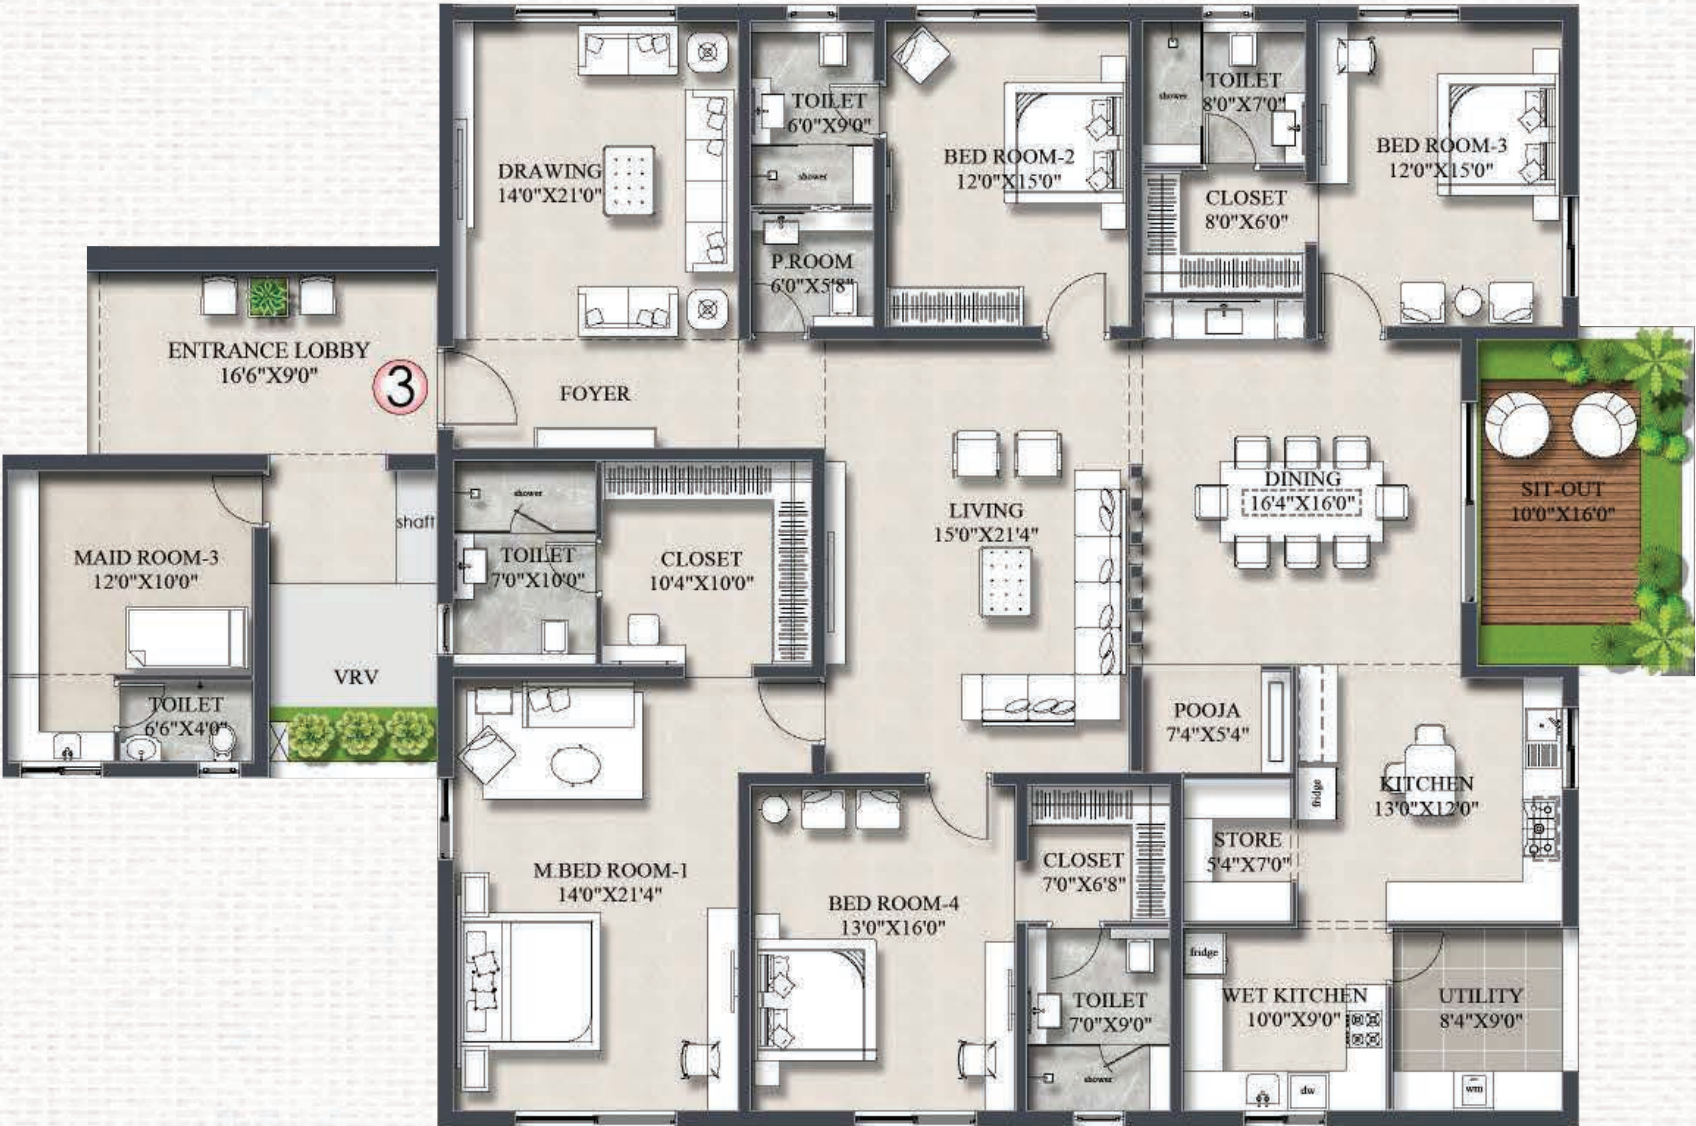 DRAWING
14'0"X21'0"
TOILET
6'0"X9'0"
shower
P.ROOM
6'0"X5'8"
BED ROOM-2
12'0"X15'0"
shower
TOILET
8'0"X7'0"
CLOSET
8'0"X6'0"
BED ROOM-3
12'0"X15'0"
ENTRANCE LOBBY
16'6"X9'0"
3
FOYER
LIVING
15'0"X21'4"
DINING
16'4"X16'0"
SIT-OUT
10'0"X16'0"
MAID ROOM-3
12'0"X10'0"
shaft
VRV
TOILET
6'6"X4'0"
shower
TOILET
7'0"X10'0"
CLOSET
10'4"X10'0"
POOJA
7'4"X5'4"
fridge
KITCHEN
13'0"X12'0"
STORE
5'4"X7'0"
M.BED ROOM-1
14'0"X21'4"
BED ROOM-4
13'0"X16'0"
CLOSET
7'0"X6'8"
TOILET
7'0"X9'0"
shower
fridge
WET KITCHEN
10'0"X9'0"
dw
UTILITY
8'4"X9'0"
wm